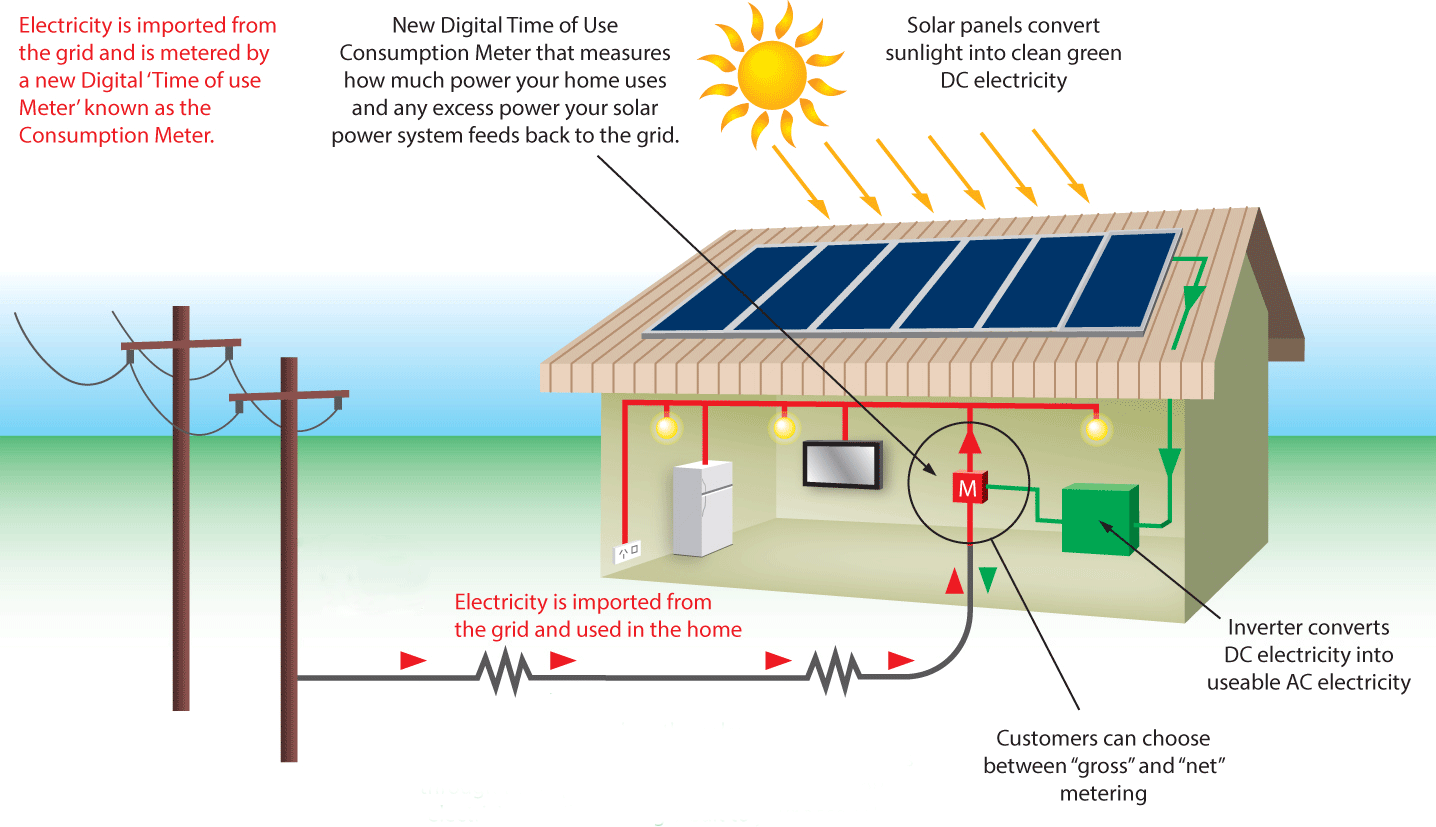 Electricity is imported from
the grid and is metered by
a new Digital ‘Time of use
Meter’ known as the
Consumption Meter.
New Digital Time of Use
Consumption Meter that measures
how much power your home uses
and any excess power your solar
power system feeds back to the grid.
Solar panels convert
sunlight into clean green
DC electricity
M
Electricity is imported from
the grid and used in the home
Inverter converts
DC electricity into
useable AC electricity
Customers can choose
between “gross” and “net”
metering